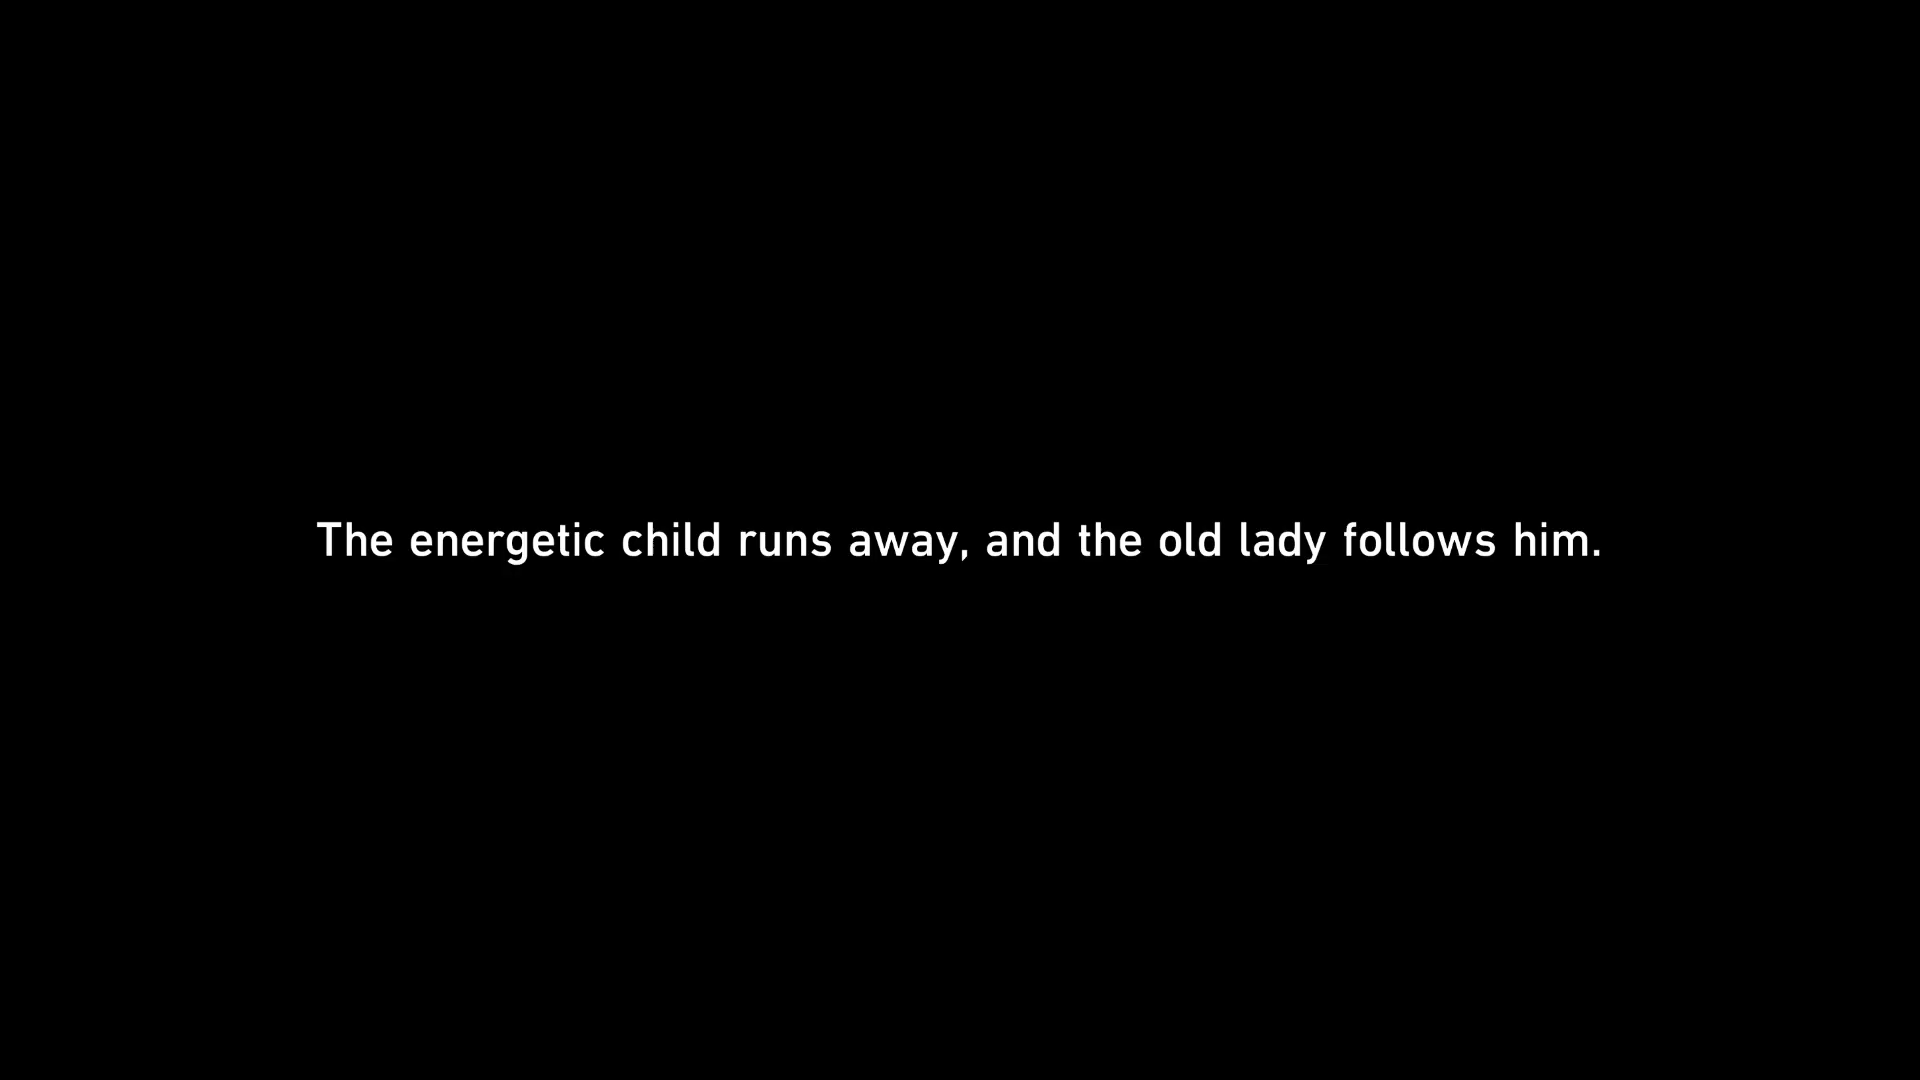 The energetic child runs away, and the old lady follows him.